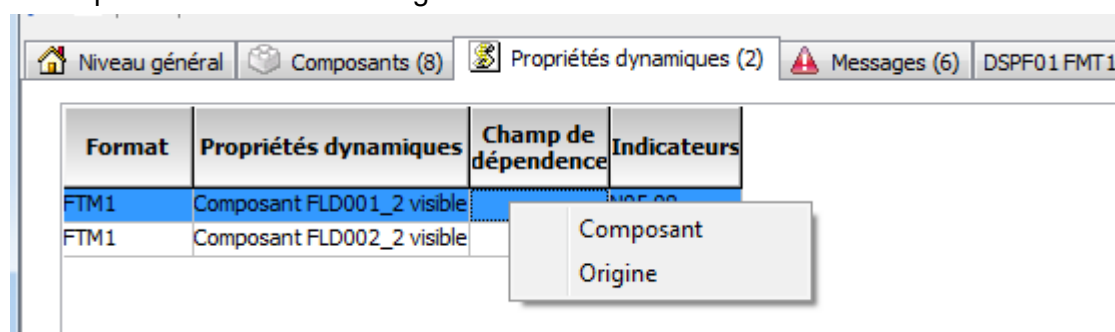 Niveau général Composants (8) Propriétés dynamiques (2) Messages (6) DSPF01 FMT1
Format Propriétés dynamiques Champ de dépendence Indicateurs
FTM1 Composant FLD001_2 visible
FTM1 Composant FLD002_2 visible
Composant
Origine